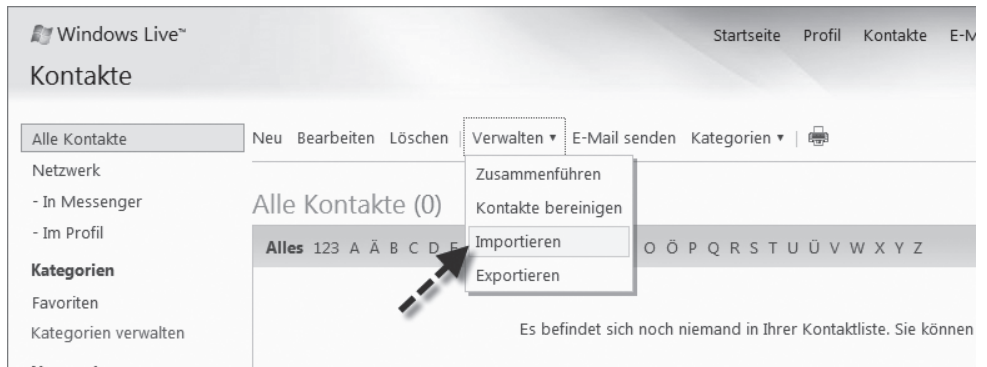 Windows Live™
Startseite Profil Kontakte
Kontakte
Alle Kontakte
Neu Bearbeiten Löschen | Verwalten ▾ E-Mail senden Kategorien ▾ |
Netzwerk
- In Messenger
- Im Profil
Kategorien
Favoriten
Kategorien verwalten
Zusammenführen
Kontakte bereinigen
Importieren
Exportieren
Alle Kontakte (0)
Alles 123 A Ä B C D E O Ö P Q R S T U Ü V W X Y Z
Es befindet sich noch niemand in Ihrer Kontaktliste. Sie können